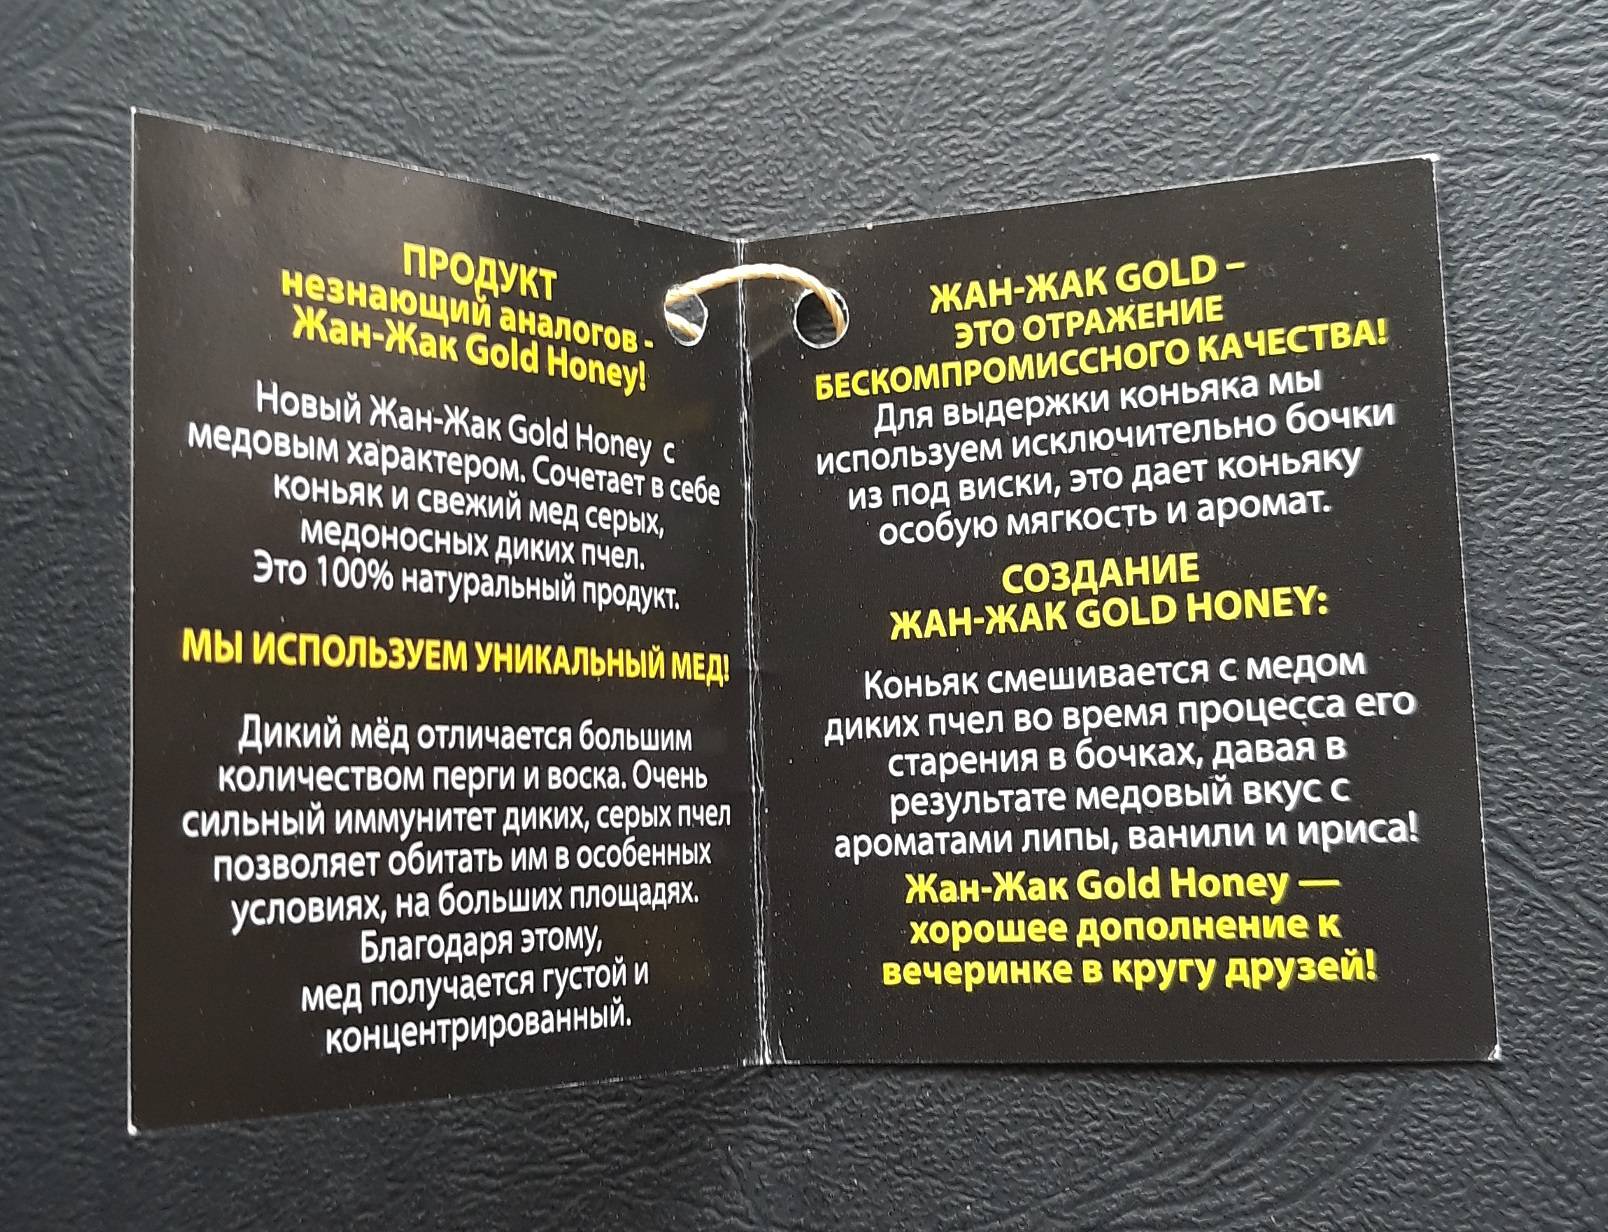 ПРОДУКТ
незнающий аналогов -
Жан-Жак Gold Honey!
Новый Жан-Жак Gold Honey с
медовым характером. Сочетает в себе
коньяк и свежий мед серых,
медоносных диких пчел.
Это 100% натуральный продукт.
МЫ ИСПОЛЬЗУЕМ УНИКАЛЬНЫЙ МЕД!
Дикий мёд отличается большим
количеством перги и воска. Очень
сильный иммунитет диких, серых пчел
позволяет обитать им в особенных
условиях, на больших площадях.
Благодаря этому,
мед получается густой и
концентрированный.
ЖАН-ЖАК GOLD –
ЭТО ОТРАЖЕНИЕ
БЕСКОМПРОМИССНОГО КАЧЕСТВА!
Для выдержки коньяка мы
используем исключительно бочки
из под виски, это дает коньяку
особую мягкость и аромат.
СОЗДАНИЕ
ЖАН-ЖАК GOLD HONEY:
Коньяк смешивается с медом
диких пчел во время процесса его
старения в бочках, давая в
результате медовый вкус с
ароматами липы, ванили и ириса!
Жан-Жак Gold Honey —
хорошее дополнение к
вечеринке в кругу друзей!